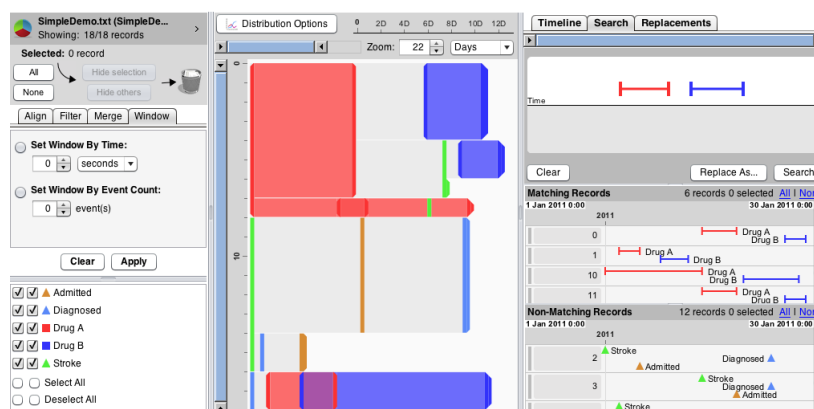 SimpleDemo.txt (SimpleDe...
Showing: 18/18 records
Selected: 0 record
All
Hide selection
None
Hide others
Align Filter Merge Window
Set Window By Time:
0 seconds
Set Window By Event Count:
0 event(s)
Clear Apply
Admitted
Diagnosed
Drug A
Drug B
Stroke
Select All
Deselect All
Distribution Options
0 2D 4D 6D 8D 10D 12D
Zoom: 22 Days
0
10
Timeline Search Replacements
Time
Clear Replace As... Search
Matching Records 6 records 0 selected All | Nor
1 Jan 2011 0:00 30 Jan 2011 0:00
2011
0 Drug A
Drug B
1 Drug A
Drug B
10 Drug A
Drug B
11 Drug A
Drug B
Non-Matching Records 12 records 0 selected All | Nor
1 Jan 2011 0:00 30 Jan 2011 0:00
2011
Stroke
2 Diagnosed
Admitted
Stroke
3 Diagnosed
Admitted
Stroke